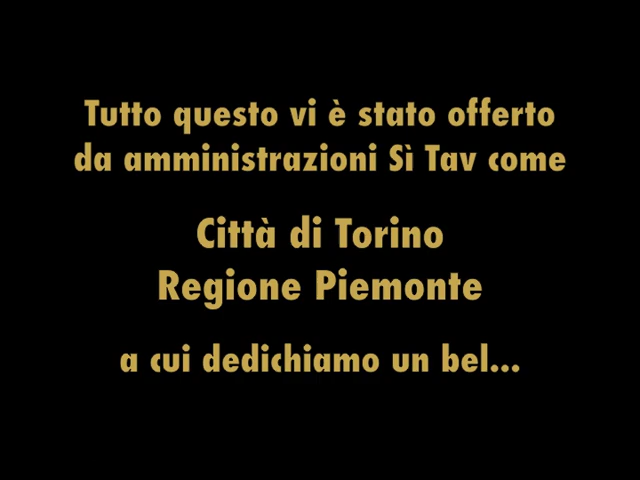 Tutto questo vi è stato offerto
da amministrazioni Sì Tav come
Città di Torino
Regione Piemonte
a cui dedichiamo un bel...